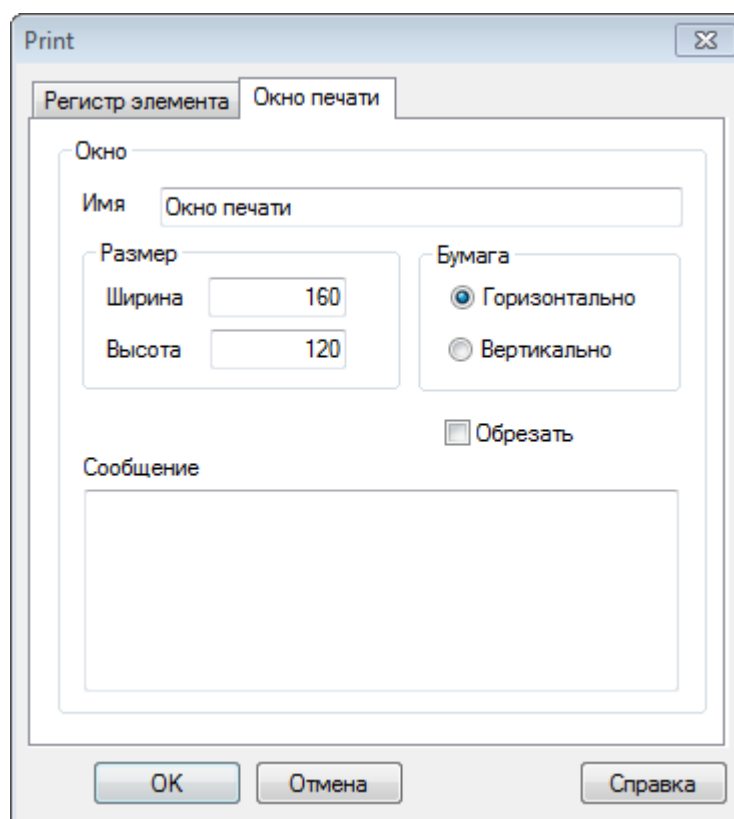 Print
Регистр элемента Окно печати
Окно
Имя Окно печати
Размер Бумага
Ширина 160 Горизонтально
Высота 120 Вертикально
Обрезать
Сообщение
OK Отмена Справка